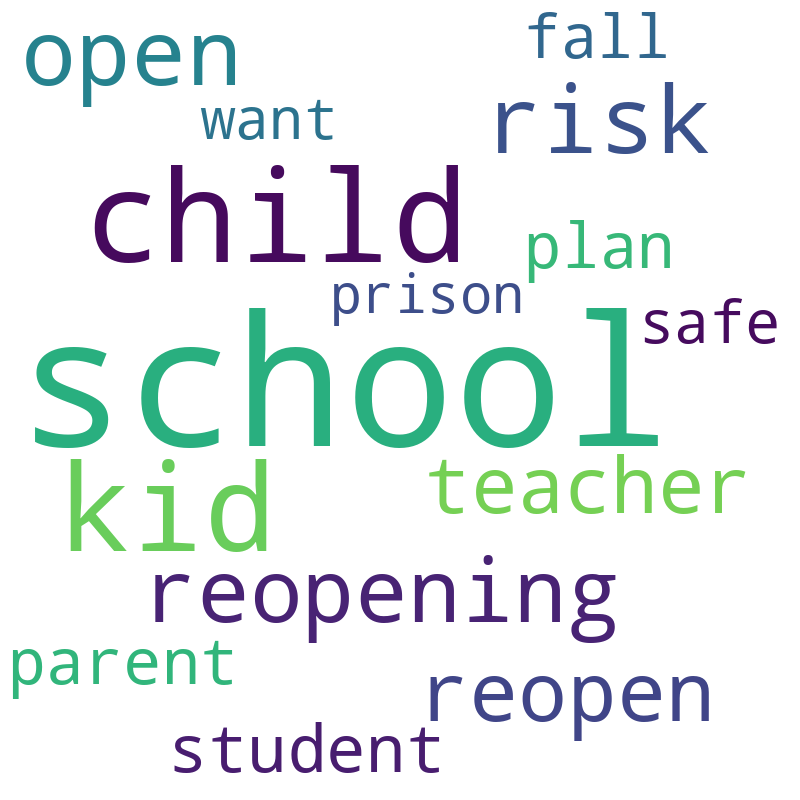 open
fall
want
risk
child
plan
prison
safe
school
kid
teacher
reopening
parent
reopen
student